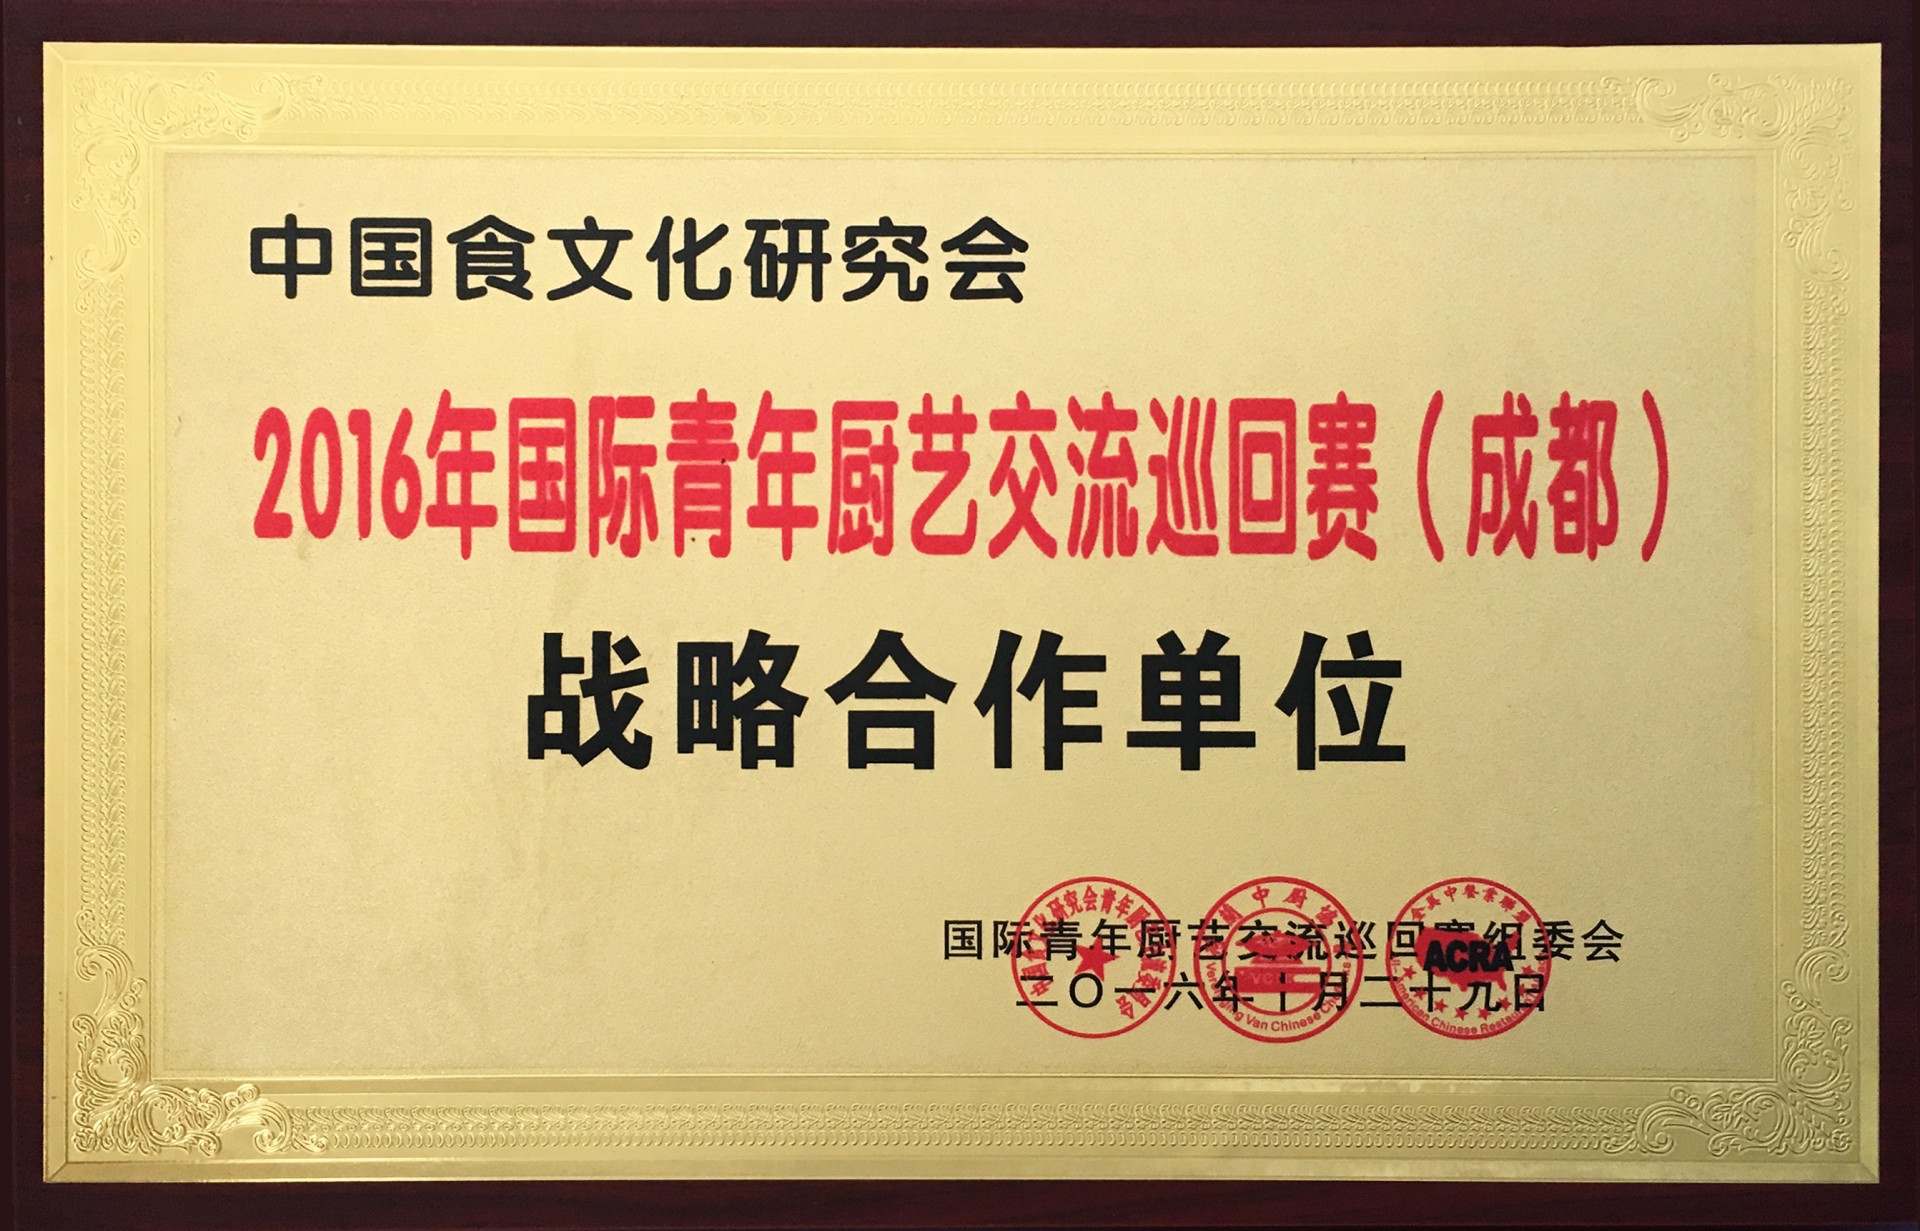 中国食文化研究会
2016年国际青年厨艺交流巡回赛（成都）
战略合作单位
国际青年厨艺交流巡回赛组委会
二〇一六年十月二十九日
ACRA